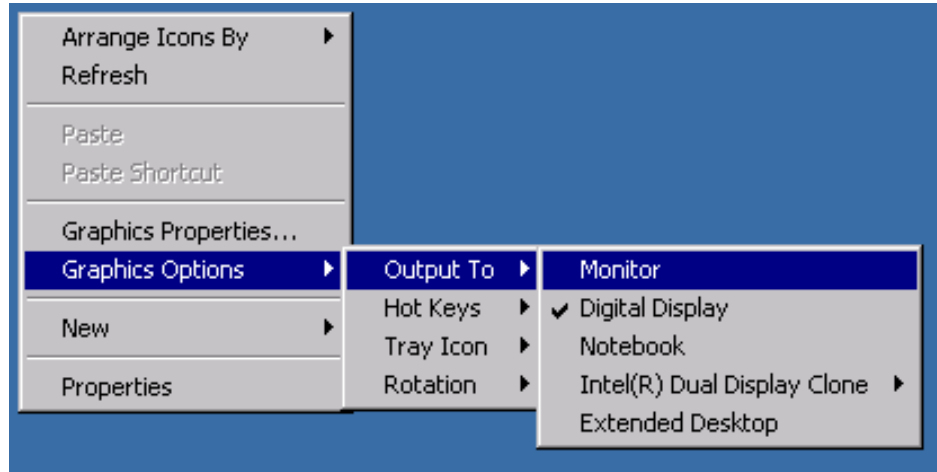 Arrange Icons By
Refresh
Paste
Paste Shortcut
Graphics Properties...
Graphics Options
New
Properties
Output To
Hot Keys
Tray Icon
Rotation
Monitor
Digital Display
Notebook
Intel(R) Dual Display Clone
Extended Desktop